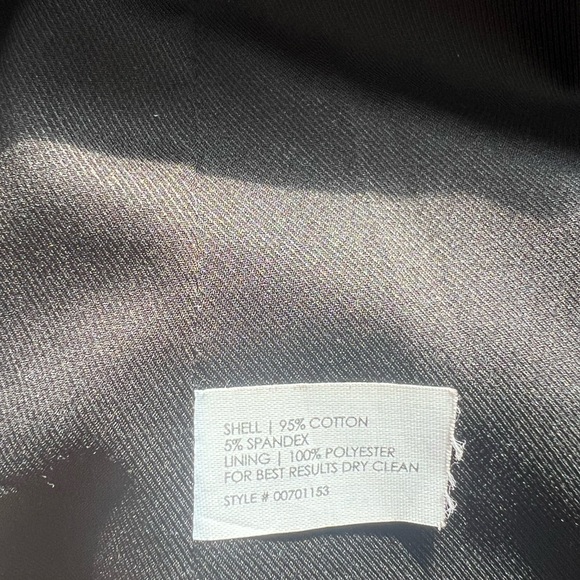 SHELL | 95% COTTON
5% SPANDEX
LINING | 100% POLYESTER
FOR BEST RESULTS DRY CLEAN
STYLE # 00701153